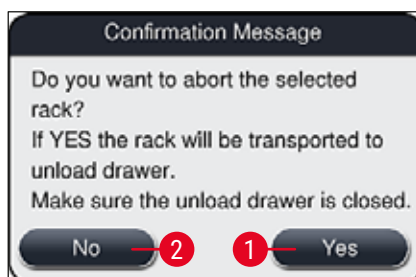 Confirmation Message
Do you want to abort the selected
rack?
If YES the rack will be transported to
unload drawer.
Make sure the unload drawer is closed.
No 2 1 Yes